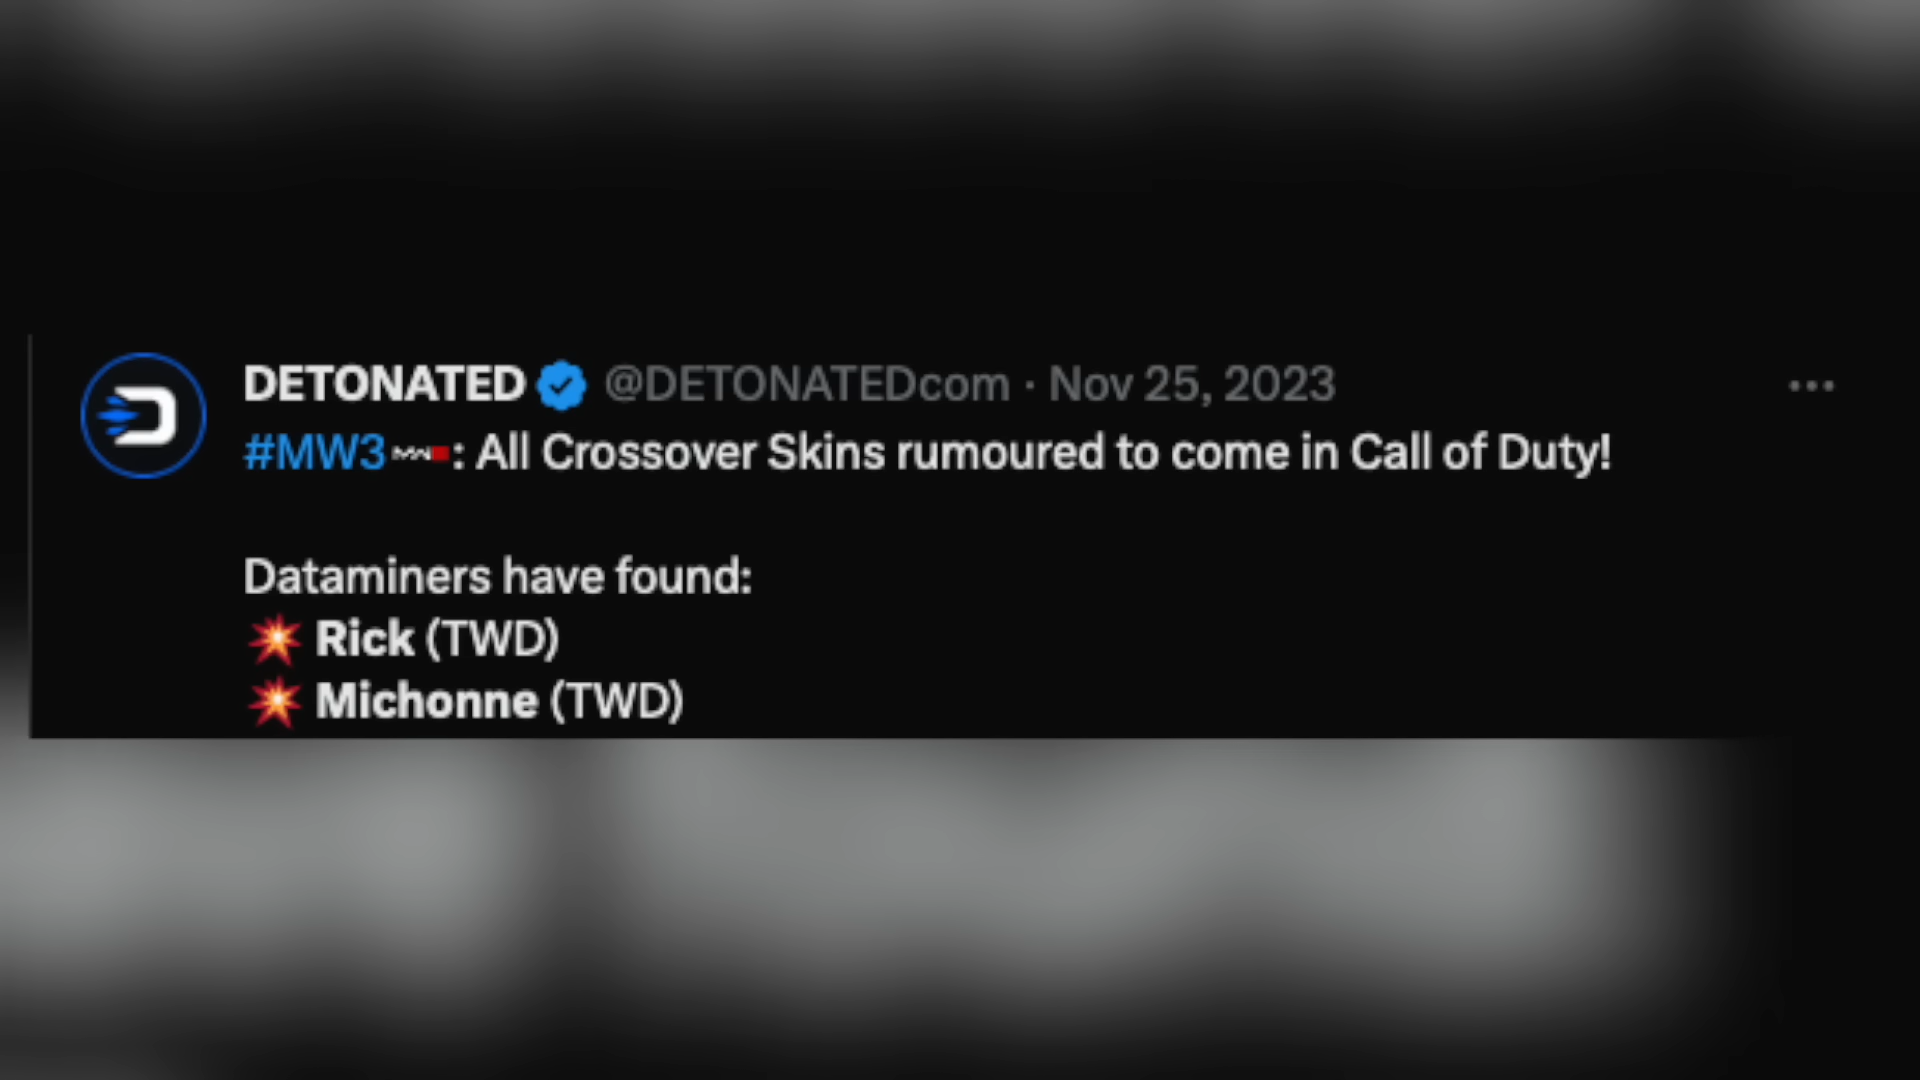 DETONATED @DETONATEDcom · Nov 25, 2023
#MW3 MW: All Crossover Skins rumoured to come in Call of Duty!
Dataminers have found:
💥 Rick (TWD)
💥 Michonne (TWD)